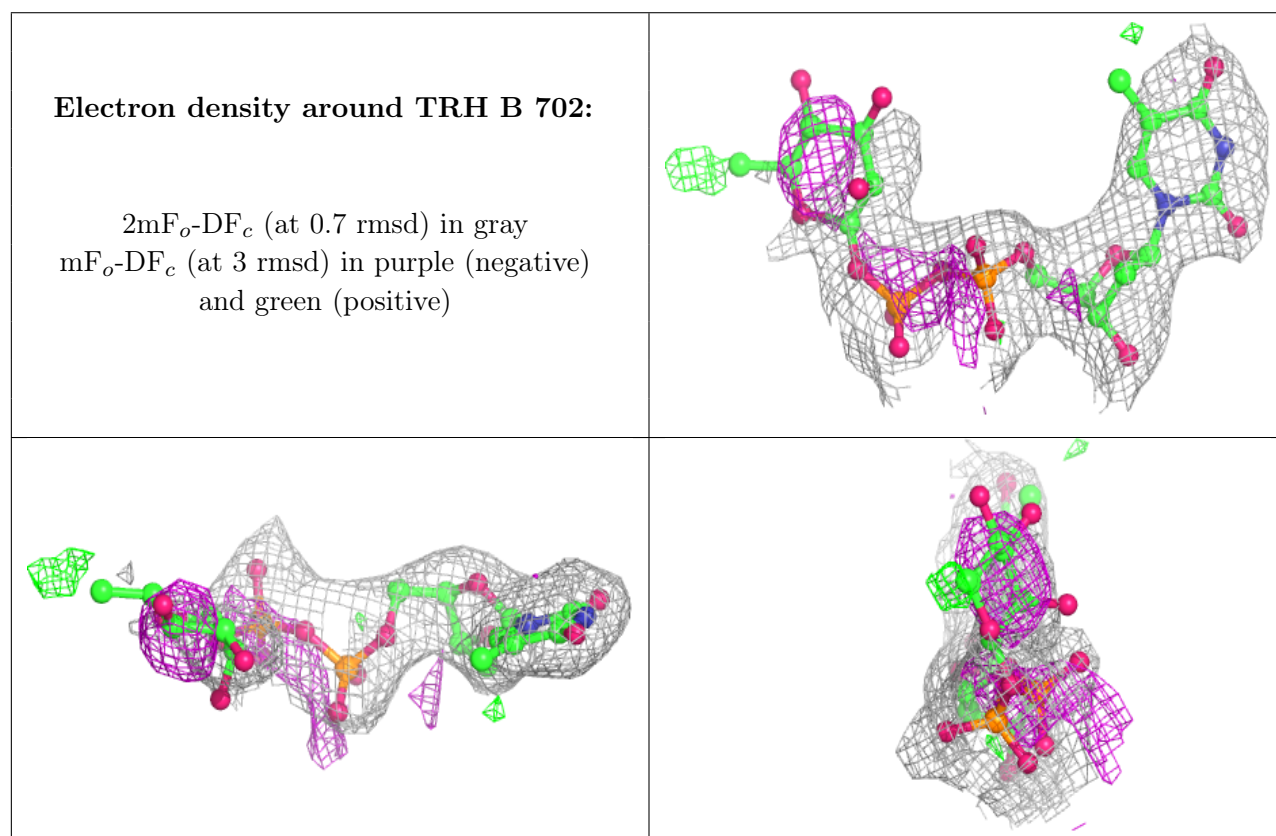 Electron density around TRH B 702:
2mFo-DFc (at 0.7 rmsd) in gray
mFo-DFc (at 3 rmsd) in purple (negative)
and green (positive)